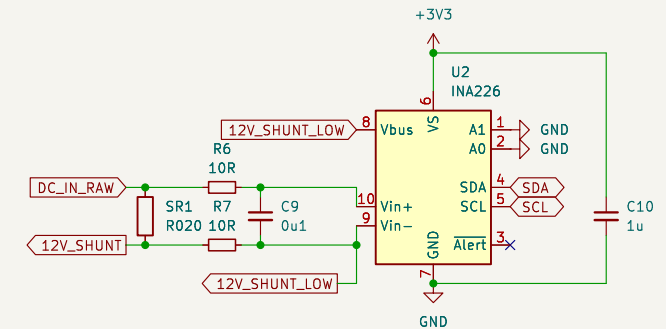 +3V3
U2
INA226
6
VS
12V_SHUNT_LOW
8
Vbus
A1
1
GND
A0
2
GND
R6
10R
DC_IN_RAW
10
Vin+
SDA
4
SDA
SR1
R020
R7
10R
C9
0u1
9
Vin-
SCL
5
SCL
C10
1u
12V_SHUNT
GND
Alert
3
7
12V_SHUNT_LOW
GND